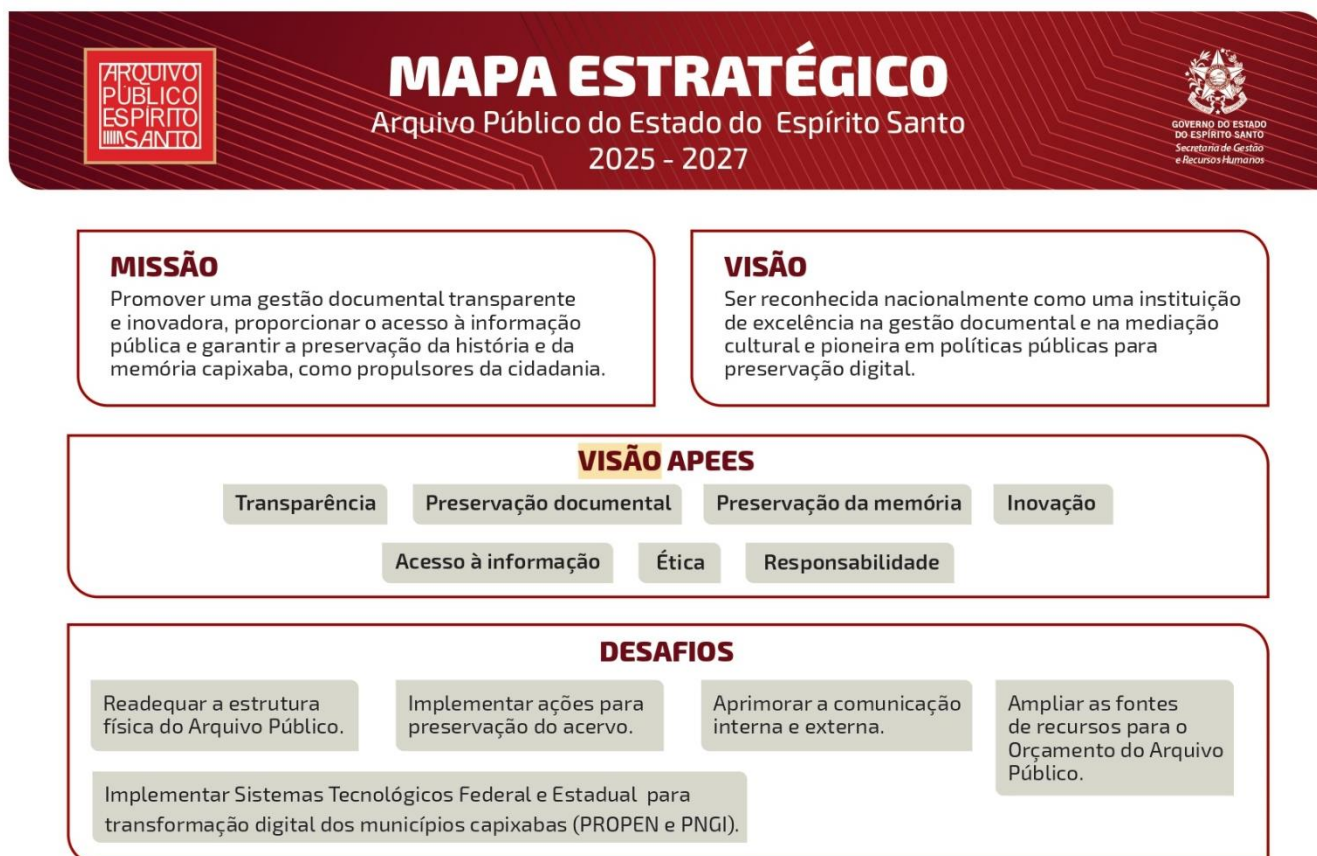 ARQUIVO
PÚBLICO
ESPÍRITO
SANTO
MAPA ESTRATÉGICO
Arquivo Público do Estado do Espírito Santo
2025 - 2027
GOVERNO DO ESTADO
DO ESPÍRITO SANTO
Secretaria de Gestão
e Recursos Humanos
MISSÃO
Promover uma gestão documental transparente
e inovadora, proporcionar o acesso à informação
pública e garantir a preservação da história e da
memória capixaba, como propulsores da cidadania.
VISÃO
Ser reconhecida nacionalmente como uma instituição
de excelência na gestão documental e na mediação
cultural e pioneira em políticas públicas para
preservação digital.
VISÃO APEES
Transparência
Preservação documental
Preservação da memória
Inovação
Acesso à informação
Ética
Responsabilidade
DESAFIOS
Readequar a estrutura
física do Arquivo Público.
Implementar ações para
preservação do acervo.
Aprimorar a comunicação
interna e externa.
Ampliar as fontes
de recursos para o
Orçamento do Arquivo
Público.
Implementar Sistemas Tecnológicos Federal e Estadual para
transformação digital dos municípios capixabas (PROPEN e PNGI).